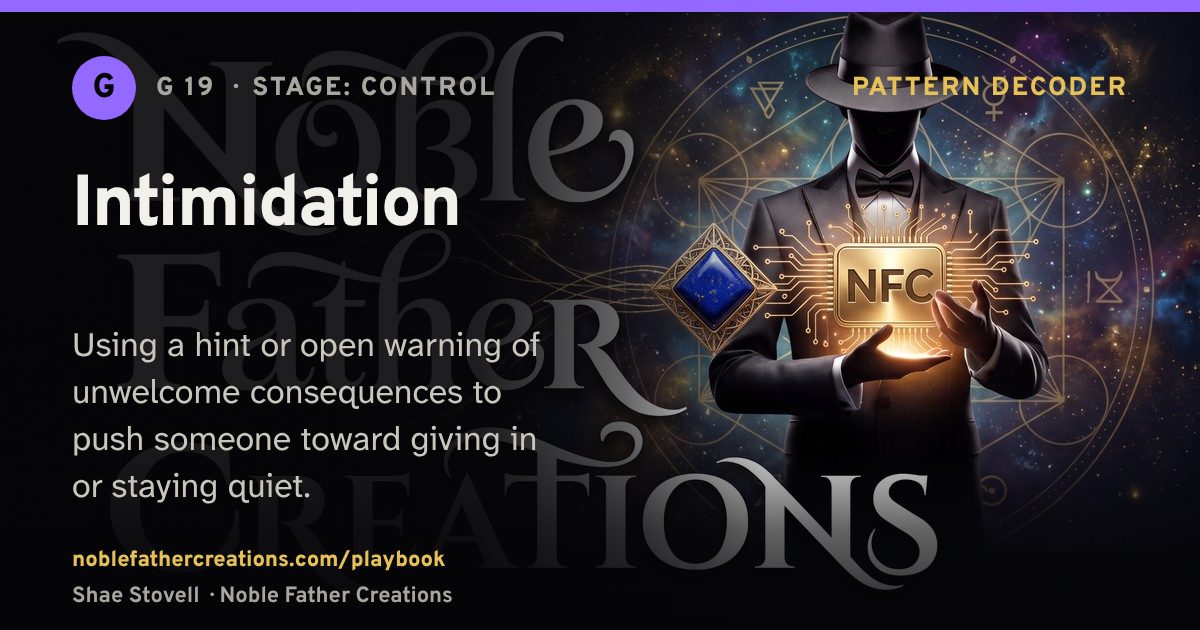 G
G 19 · STAGE: CONTROL
PATTERN DECODER
Noble
Intimidation
Father
Using a hint or open warning of
unwelcome consequences to
push someone toward giving in
or staying quiet.
NFC
Creations
noblefathercreations.com/playbook
Shae Stovell · Noble Father Creations